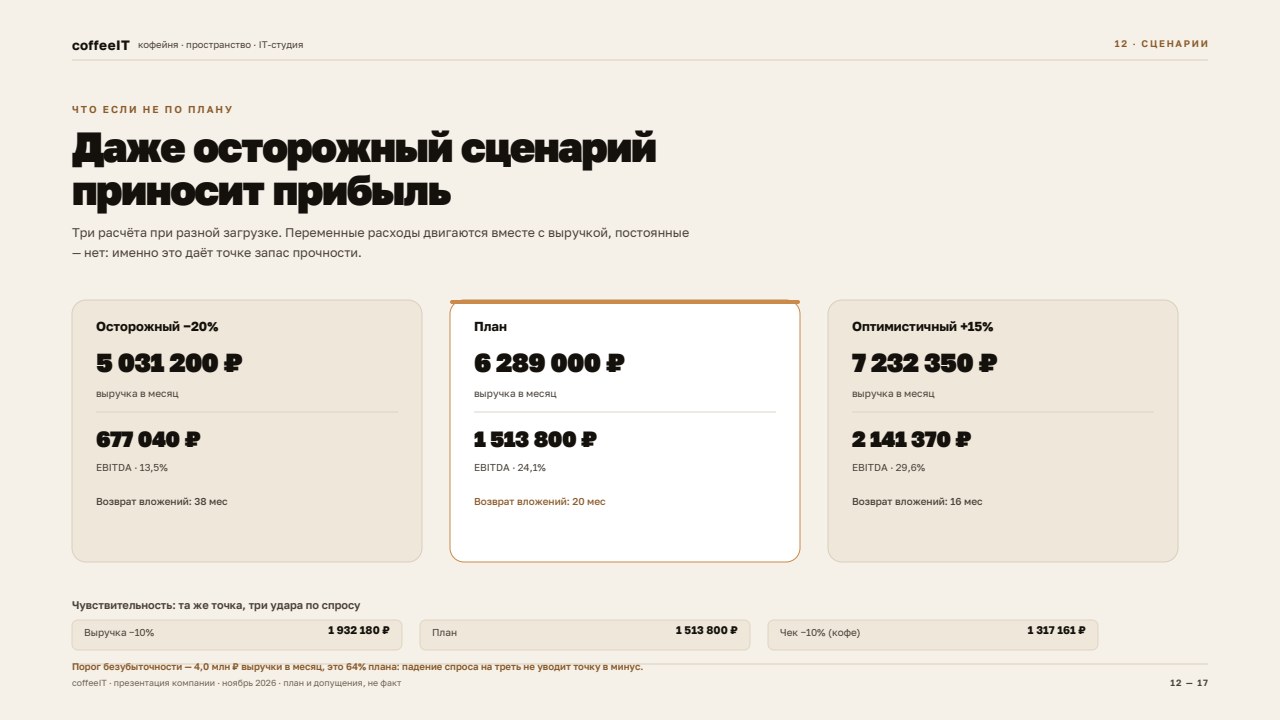 coffeeIT кофейня · пространство · IT-студия
12 · СЦЕНАРИИ
ЧТО ЕСЛИ НЕ ПО ПЛАНУ
Даже осторожный сценарий
приносит прибыль
Три расчёта при разной загрузке. Переменные расходы двигаются вместе с выручкой, постоянные
— нет: именно это даёт точке запас прочности.
Осторожный −20%
5 031 200 ₽
выручка в месяц
677 040 ₽
EBITDA · 13,5%
Возврат вложений: 38 мес
План
6 289 000 ₽
выручка в месяц
1 513 800 ₽
EBITDA · 24,1%
Возврат вложений: 20 мес
Оптимистичный +15%
7 232 350 ₽
выручка в месяц
2 141 370 ₽
EBITDA · 29,6%
Возврат вложений: 16 мес
Чувствительность: та же точка, три удара по спросу
Выручка −10% 1 932 180 ₽
План 1 513 800 ₽
Чек −10% (кофе) 1 317 161 ₽
Порог безубыточности — 4,0 млн ₽ выручки в месяц, это 64% плана: падение спроса на треть не уводит точку в минус.
coffeeIT · презентация компании · ноябрь 2026 · план и допущения, не факт
12 — 17